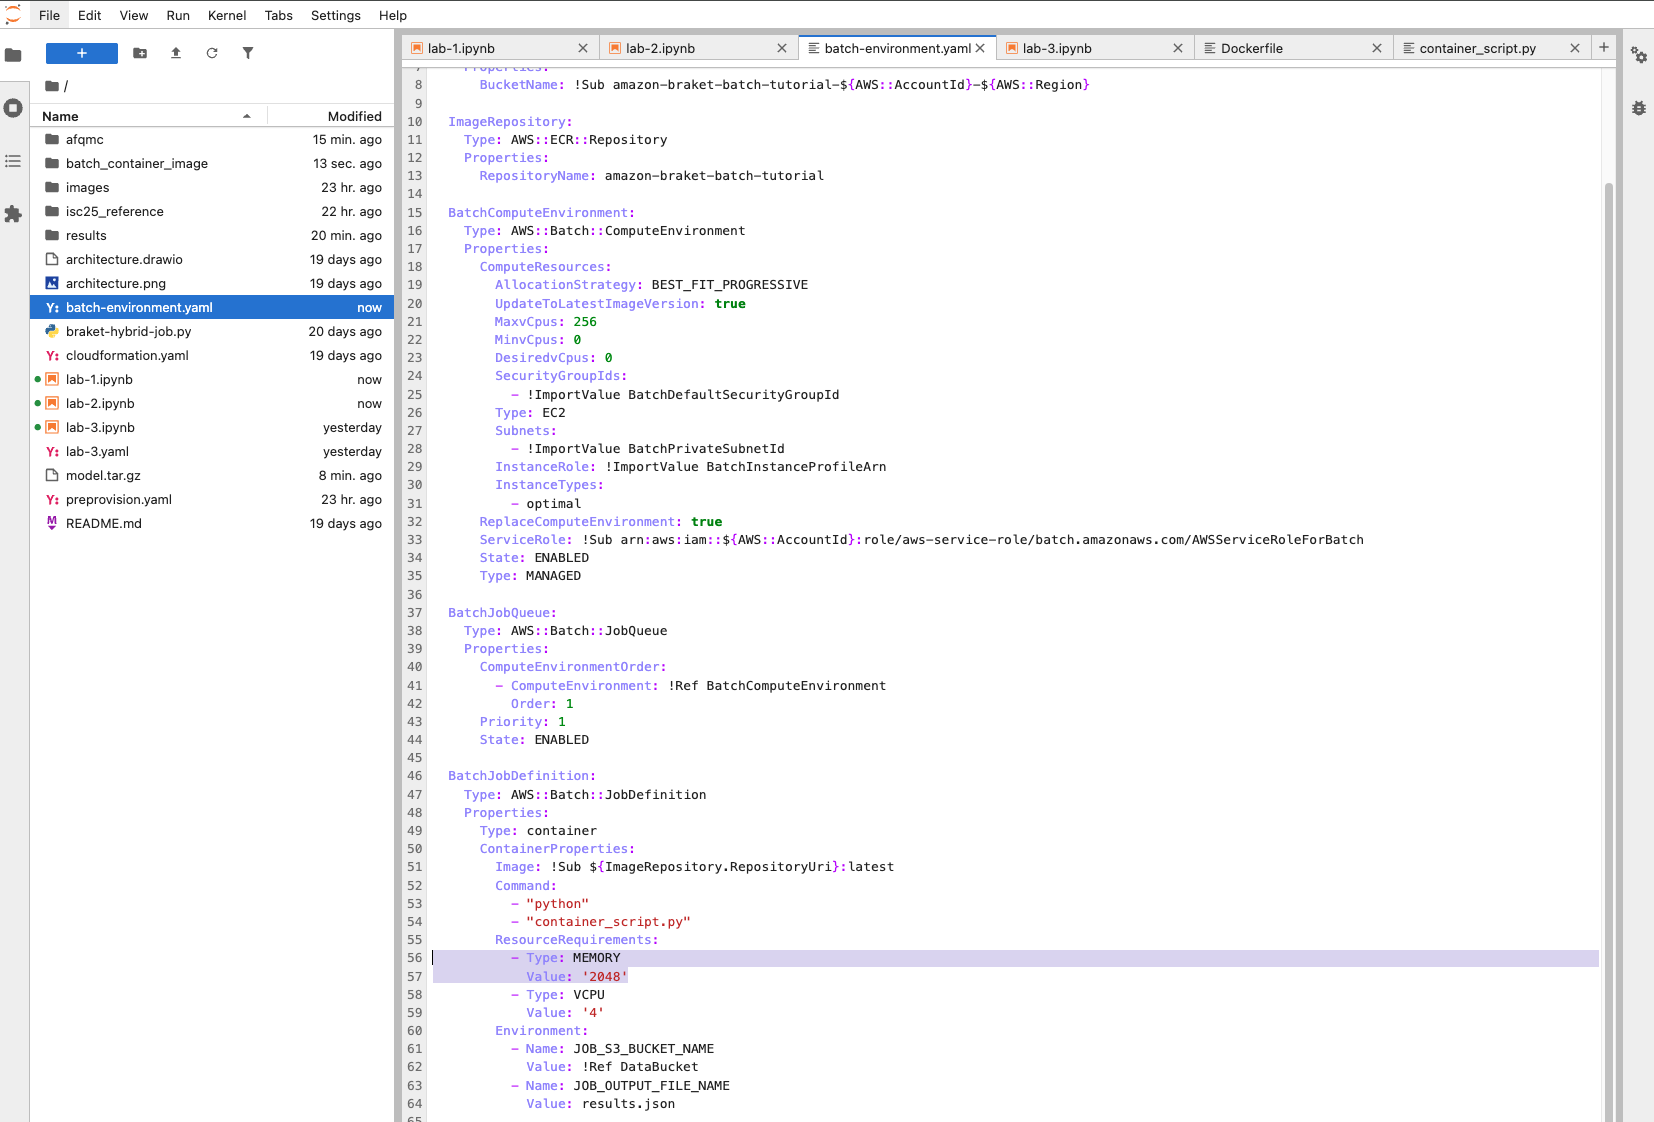 File Edit View Run Kernel Tabs Settings Help
+
/
Name Modified
afqmc 15 min. ago
batch_container_image 13 sec. ago
images 23 hr. ago
isc25_reference 22 hr. ago
results 20 min. ago
architecture.drawio 19 days ago
architecture.png 19 days ago
Y: batch-environment.yaml now
braket-hybrid-job.py 20 days ago
Y: cloudformation.yaml 19 days ago
lab-1.ipynb now
lab-2.ipynb now
lab-3.ipynb yesterday
Y: lab-3.yaml yesterday
model.tar.gz 8 min. ago
Y: preprovision.yaml 23 hr. ago
M README.md 19 days ago
lab-1.ipynb lab-2.ipynb batch-environment.yaml lab-3.ipynb Dockerfile container_script.py +
7 Properties:
8 BucketName: !Sub amazon-braket-batch-tutorial-${AWS::AccountId}-${AWS::Region}
9
10 ImageRepository:
11 Type: AWS::ECR::Repository
12 Properties:
13 RepositoryName: amazon-braket-batch-tutorial
14
15 BatchComputeEnvironment:
16 Type: AWS::Batch::ComputeEnvironment
17 Properties:
18 ComputeResources:
19 AllocationStrategy: BEST_FIT_PROGRESSIVE
20 UpdateToLatestImageVersion: true
21 MaxvCpus: 256
22 MinvCpus: 0
23 DesiredvCpus: 0
24 SecurityGroupIds:
25 - !ImportValue BatchDefaultSecurityGroupId
26 Type: EC2
27 Subnets:
28 - !ImportValue BatchPrivateSubnetId
29 InstanceRole: !ImportValue BatchInstanceProfileArn
30 InstanceTypes:
31 - optimal
32 ReplaceComputeEnvironment: true
33 ServiceRole: !Sub arn:aws:iam::${AWS::AccountId}:role/aws-service-role/batch.amazonaws.com/AWSServiceRoleForBatch
34 State: ENABLED
35 Type: MANAGED
36
37 BatchJobQueue:
38 Type: AWS::Batch::JobQueue
39 Properties:
40 ComputeEnvironmentOrder:
41 - ComputeEnvironment: !Ref BatchComputeEnvironment
42 Order: 1
43 Priority: 1
44 State: ENABLED
45
46 BatchJobDefinition:
47 Type: AWS::Batch::JobDefinition
48 Properties:
49 Type: container
50 ContainerProperties:
51 Image: !Sub ${ImageRepository.RepositoryUri}:latest
52 Command:
53 - "python"
54 - "container_script.py"
55 ResourceRequirements:
56 - Type: MEMORY
57 Value: '2048'
58 - Type: VCPU
59 Value: '4'
60 Environment:
61 - Name: JOB_S3_BUCKET_NAME
62 Value: !Ref DataBucket
63 - Name: JOB_OUTPUT_FILE_NAME
64 Value: results.json
65